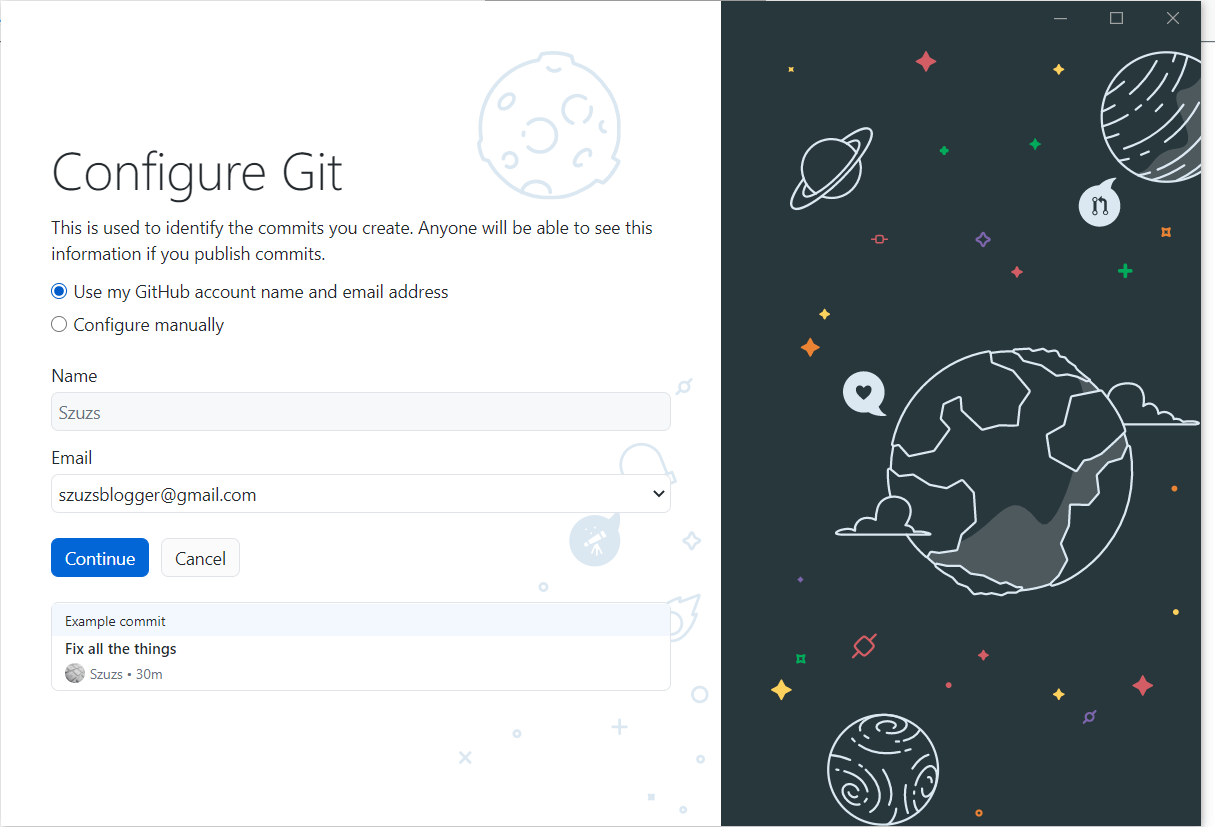 Configure Git
This is used to identify the commits you create. Anyone will be able to see this
information if you publish commits.
Use my GitHub account name and email address
Configure manually
Name
Szuzs
Email
szuzsblogger@gmail.com
Continue
Cancel
Example commit
Fix all the things
Szuzs • 30m